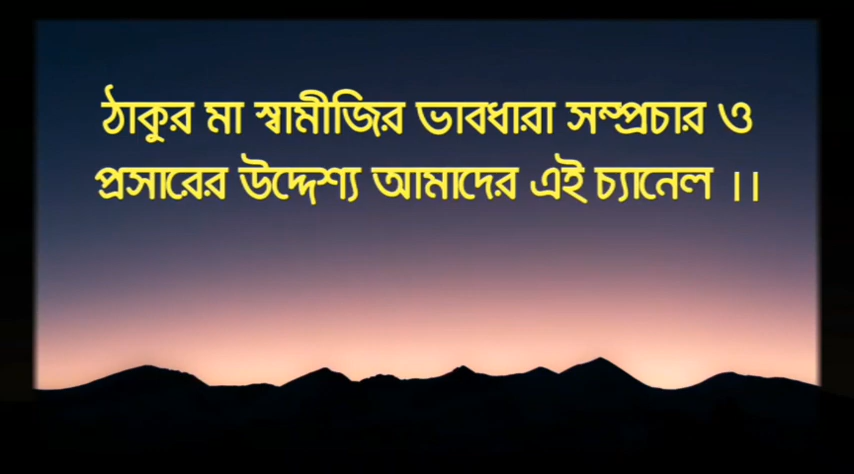 ঠাকুর মা স্বামীজির ভাবধারা সম্প্রচার ও
প্রসারের উদ্দেশ্য আমাদের এই চ্যানেল ।।